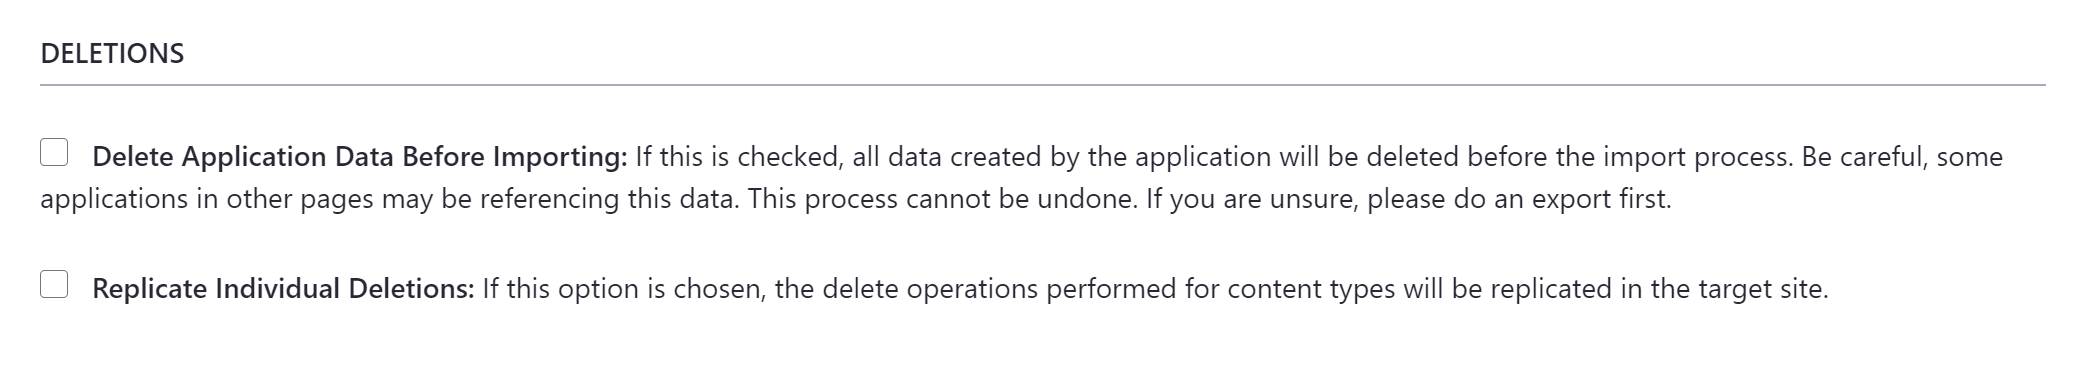 DELETIONS
Delete Application Data Before Importing: If this is checked, all data created by the application will be deleted before the import process. Be careful, some
applications in other pages may be referencing this data. This process cannot be undone. If you are unsure, please do an export first.
Replicate Individual Deletions: If this option is chosen, the delete operations performed for content types will be replicated in the target site.